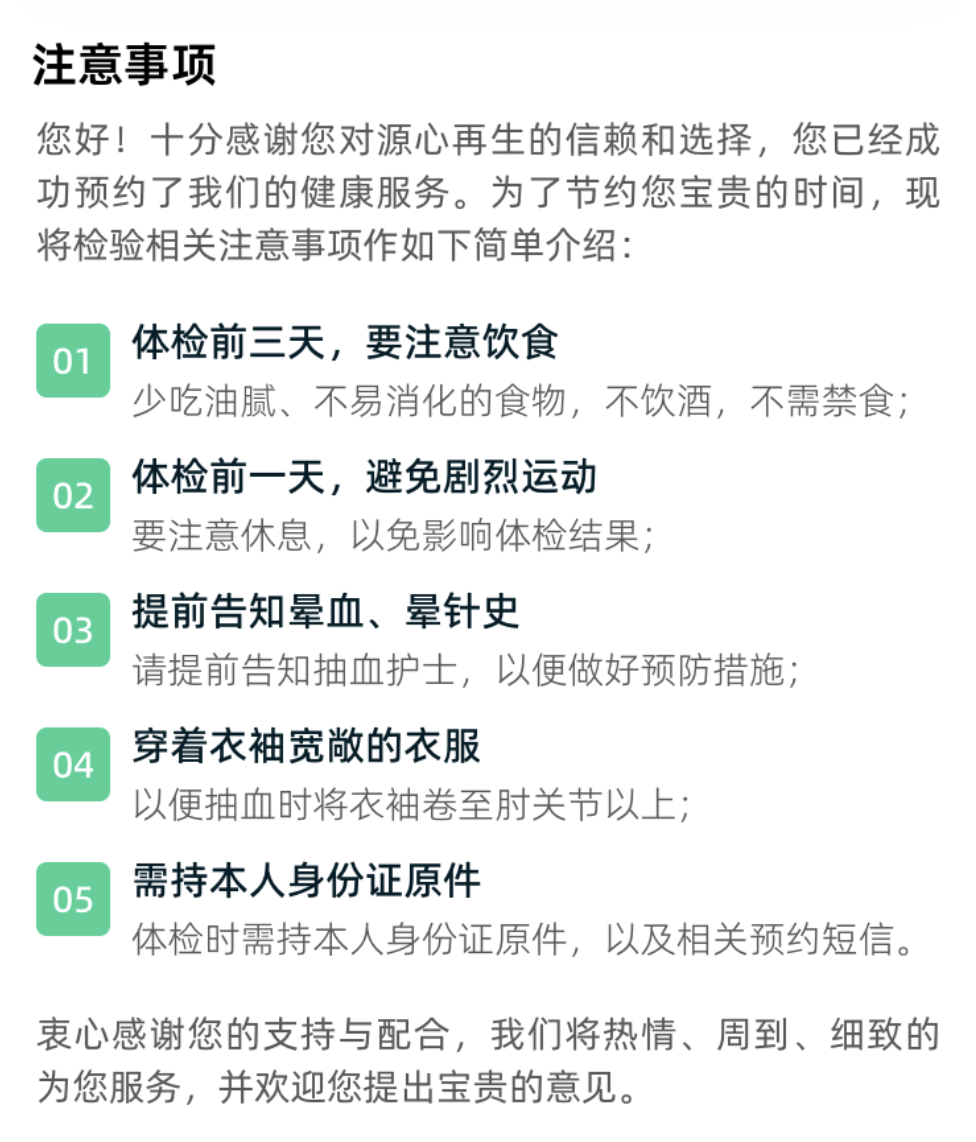 注意事项
您好！十分感谢您对源心再生的信赖和选择，您已经成
功预约了我们的健康服务。为了节约您宝贵的时间，现
将检验相关注意事项作如下简单介绍：
01
体检前三天，要注意饮食
少吃油腻、不易消化的食物，不饮酒，不需禁食；
02
体检前一天，避免剧烈运动
要注意休息，以免影响体检结果；
03
提前告知晕血、晕针史
请提前告知抽血护士，以便做好预防措施；
04
穿着衣袖宽敞的衣服
以便抽血时将衣袖卷至肘关节以上；
05
需持本人身份证原件
体检时需持本人身份证原件，以及相关预约短信。
衷心感谢您的支持与配合，我们将热情、周到、细致的
为您服务，并欢迎您提出宝贵的意见。